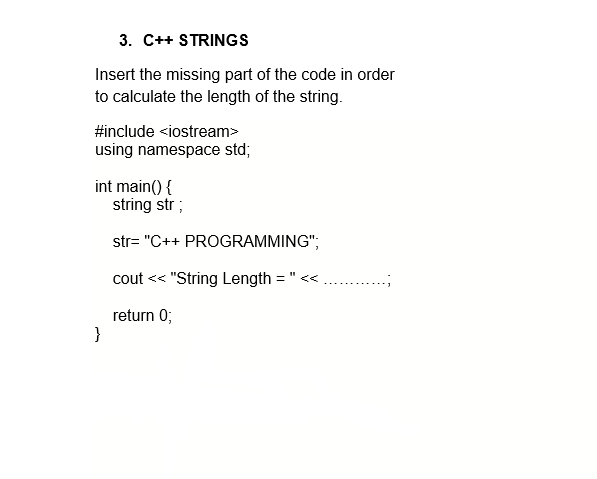 3. C++ STRINGS
Insert the missing part of the code in order
to calculate the length of the string.
#include <iostream>
using namespace std;
int main() {
string str ;
str= "C++ PROGRAMMING";
cout << "String Length = " << …………;
return 0;
}